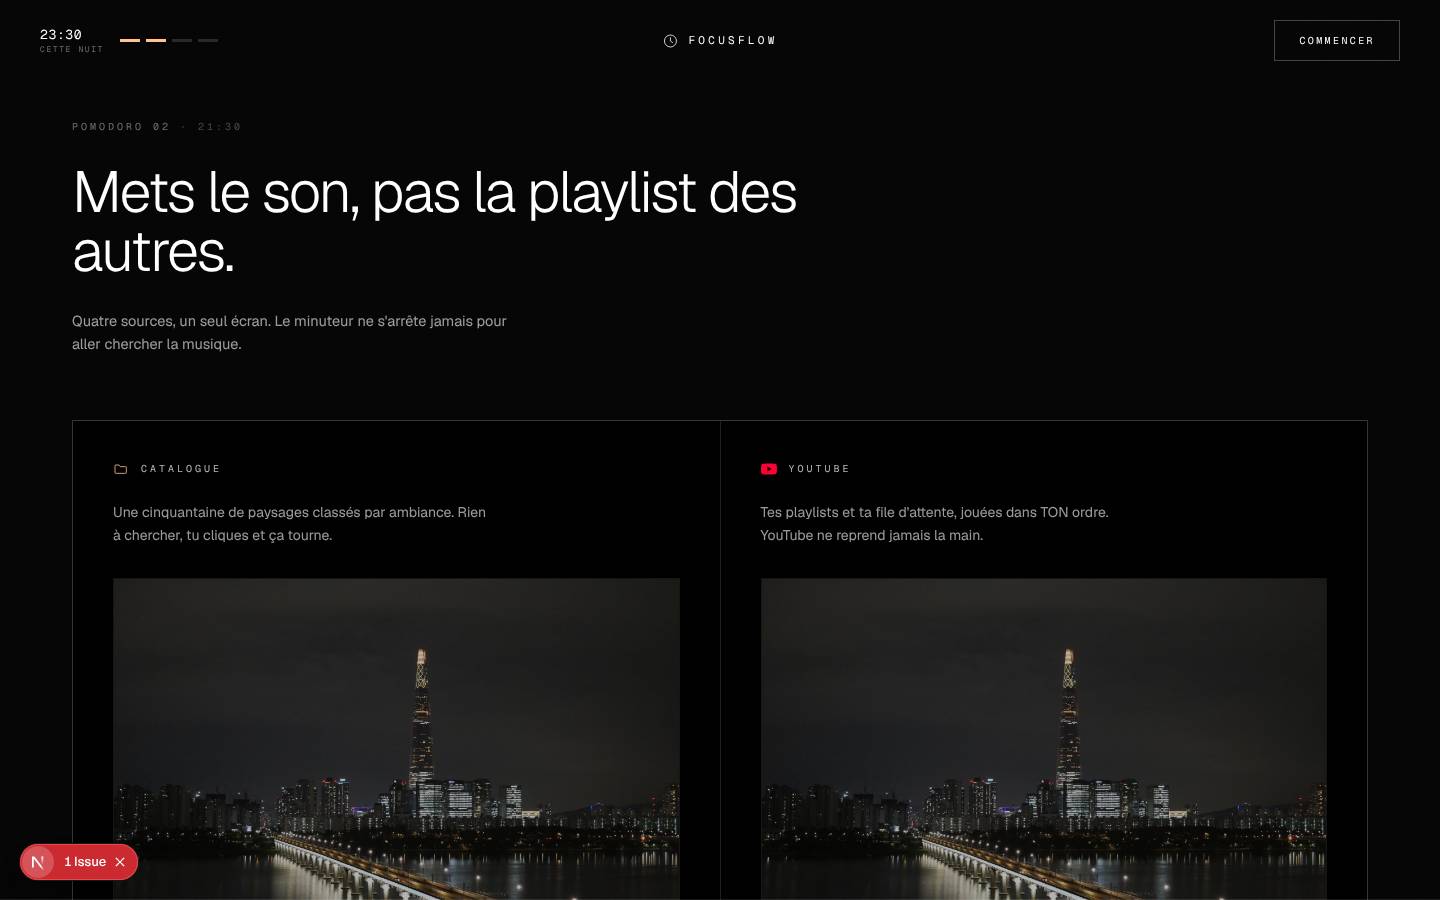 23:30
CETTE NUIT
FOCUSFLOW
COMMENCER
POMODORO 02 · 21:30
Mets le son, pas la playlist des
autres.
Quatre sources, un seul écran. Le minuteur ne s'arrête jamais pour
aller chercher la musique.
CATALOGUE
Une cinquantaine de paysages classés par ambiance. Rien
à chercher, tu cliques et ça tourne.
YOUTUBE
Tes playlists et ta file d'attente, jouées dans TON ordre.
YouTube ne reprend jamais la main.
N
1 Issue